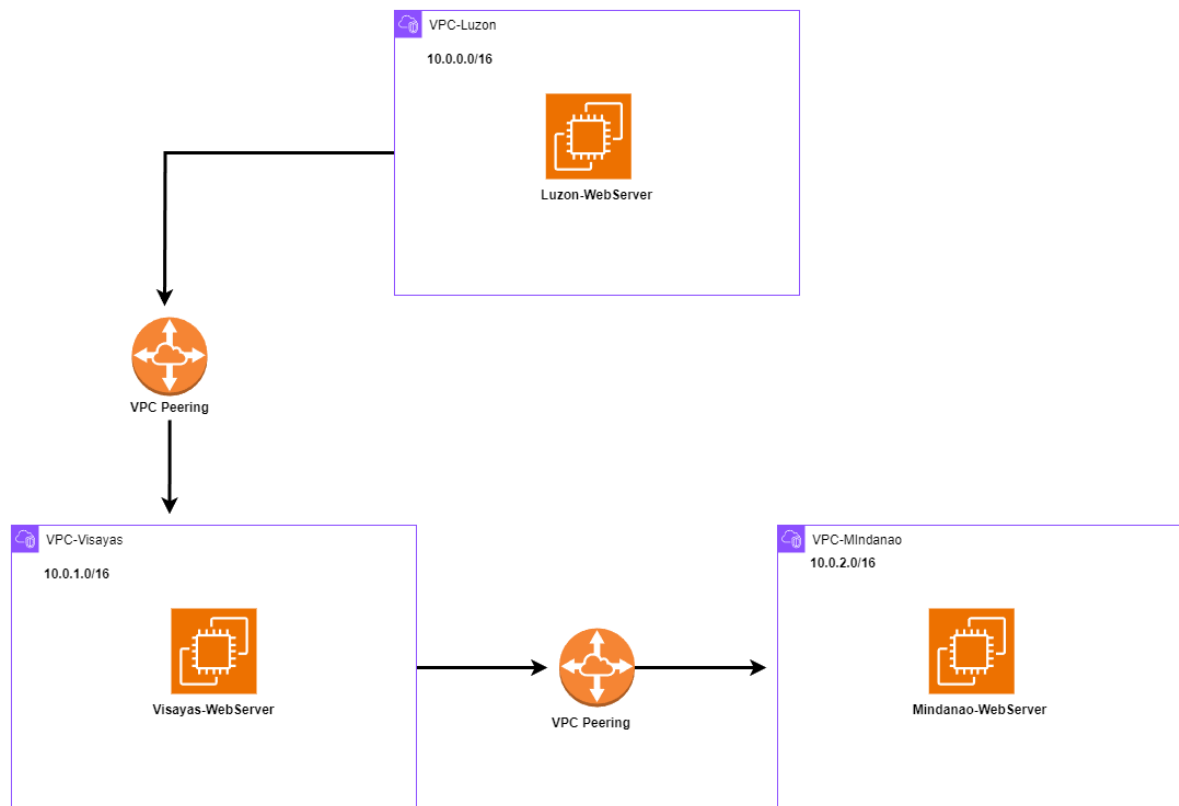 VPC-Luzon
10.0.0.0/16
Luzon-WebServer
VPC Peering
VPC-Visayas
10.0.1.0/16
Visayas-WebServer
VPC Peering
VPC-MIndanao
10.0.2.0/16
Mindanao-WebServer